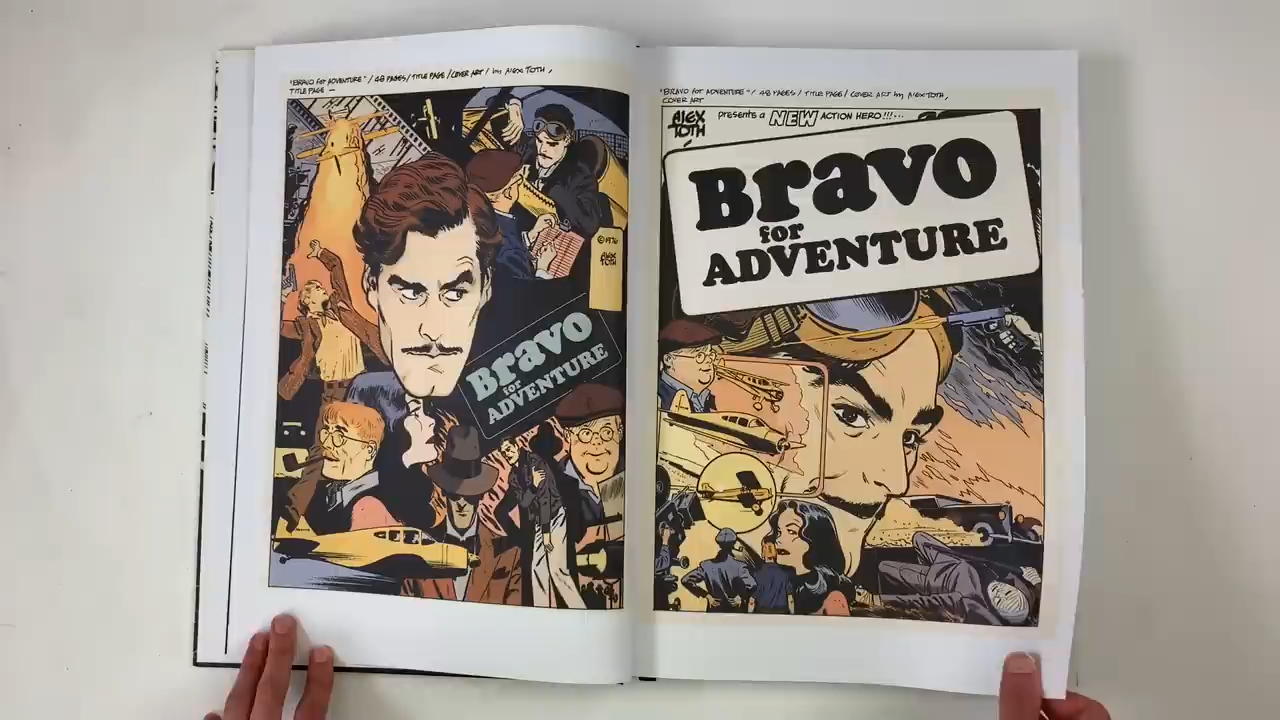 "BRAVO for ADVENTURE" / 48 PAGES / TITLE PAGE / COVER ART / by ALEX TOTH,
TITLE PAGE —
©1976
ALEX
TOTH
Bravo
for
ADVENTURE
"BRAVO for ADVENTURE" / 48 PAGES / TITLE PAGE / COVER ART by ALEX TOTH,
COVER ART
ALEX
TOTH
presents a NEW ACTION HERO!!!...
Bravo
for
ADVENTURE